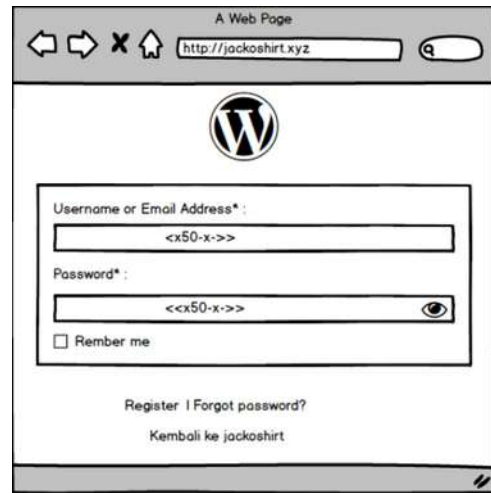 A Web Page
http://jackoshirt.xyz
W
Username or Email Address* :
<x50-x->>
Password* :
<<x50-x->>
Rember me
Register | Forgot password?
Kembali ke jackoshirt